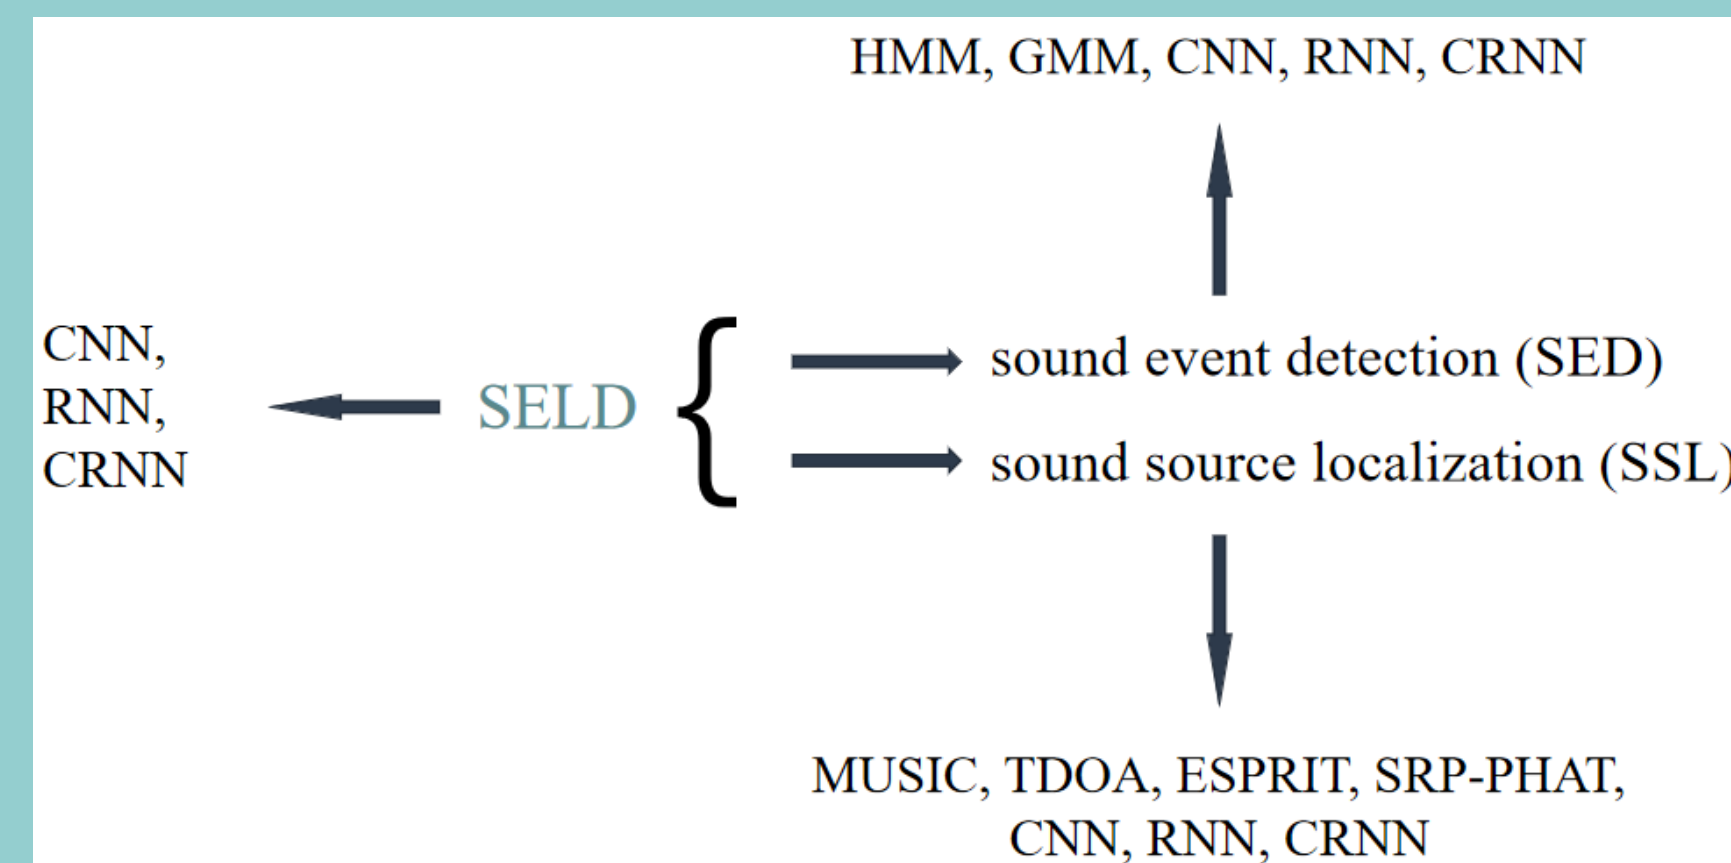 HMM, GMM, CNN, RNN, CRNN
CNN,
RNN,
CRNN
SELD
sound event detection (SED)
sound source localization (SSL)
MUSIC, TDOA, ESPRIT, SRP-PHAT,
CNN, RNN, CRNN